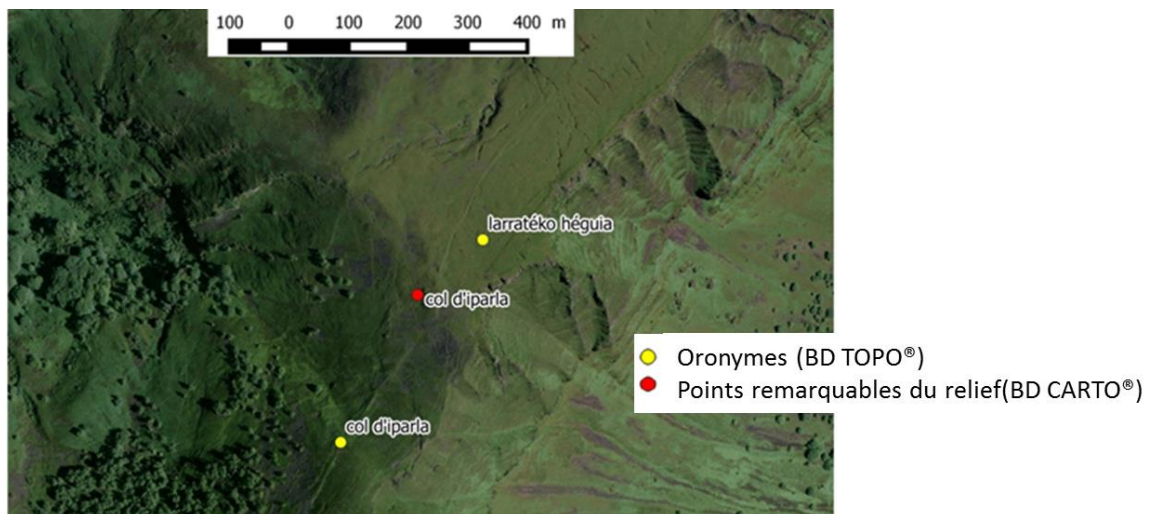 100 0 100 200 300 400 m
larratéko héguia
col d'iparla
col d'iparla
Oronymes (BD TOPO®)
Points remarquables du relief(BD CARTO®)